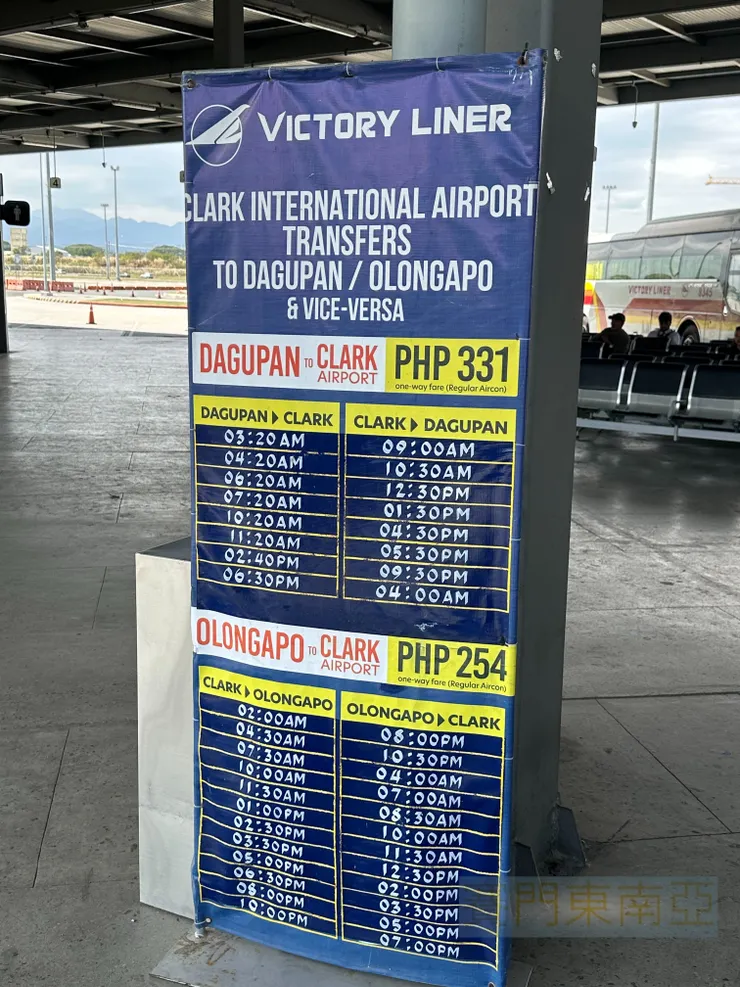 VICTORY LINER
CLARK INTERNATIONAL AIRPORT
TRANSFERS
TO DAGUPAN / OLONGAPO
& VICE-VERSA
DAGUPAN TO CLARK AIRPORT
PHP 331
one-way fare (Regular Aircon)
DAGUPAN ▸ CLARK
03:20AM
04:20AM
06:20AM
07:20AM
10:20AM
11:20AM
02:40PM
06:30PM
CLARK ▸ DAGUPAN
09:00AM
10:30AM
12:30PM
01:30PM
04:30PM
05:30PM
09:30PM
04:00AM
OLONGAPO TO CLARK AIRPORT
PHP 254
one-way fare (Regular Aircon)
CLARK ▸ OLONGAPO
02:00AM
04:30AM
07:30AM
10:00AM
11:30AM
01:00PM
02:30PM
03:30PM
05:00PM
06:30PM
08:00PM
10:00PM
OLONGAPO ▸ CLARK
08:00PM
10:30PM
04:00AM
07:00AM
08:30AM
10:00AM
11:30AM
12:30PM
02:00PM
03:30PM
05:00PM
07:00PM
VICTORY LINER
門東南亞